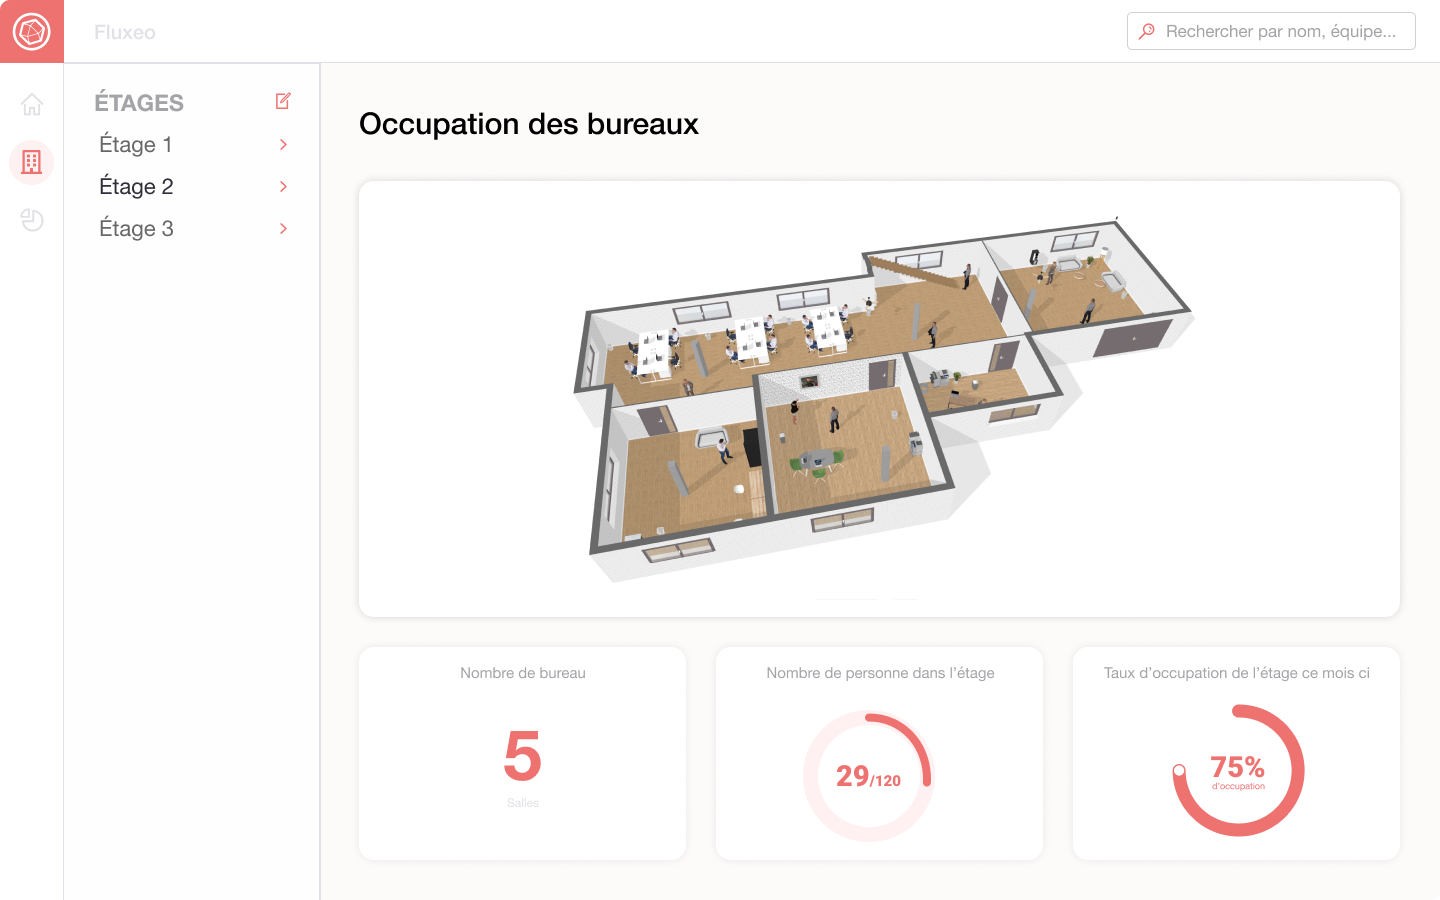 Fluxeo
Rechercher par nom, équipe...
ÉTAGES
Étage 1
Étage 2
Étage 3
Occupation des bureaux
Nombre de bureau
5
Salles
Nombre de personne dans l’étage
29/120
Taux d’occupation de l’étage ce mois ci
75%
d’occupation